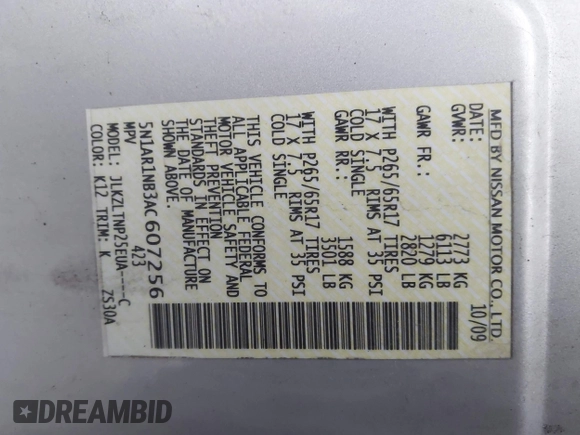 MFD BY NISSAN MOTOR CO., LTD.
DATE: 10/09
GVWR: 2773 KG
6113 LB
GAWR FR.: 1279 KG
2820 LB
WITH P265/65R17 TIRES
17 X 7.5 RIMS AT 35 PSI
COLD SINGLE
GAWR RR.: 1588 KG
3501 LB
WITH P265/65R17 TIRES
17 X 7.5 RIMS AT 35 PSI
COLD SINGLE
THIS VEHICLE CONFORMS TO
ALL APPLICABLE FEDERAL
MOTOR VEHICLE SAFETY AND
THEFT PREVENTION
STANDARDS IN EFFECT ON
THE DATE OF MANUFACTURE
SHOWN ABOVE.
5N1AR1NB3AC607256
MPV 423
MODEL: JLKZLTNP25EUA----C
COLOR: K12 TRIM: K ZS30A
DREAMBID